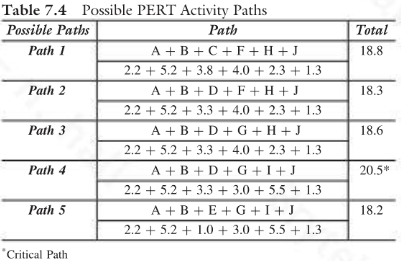 Table 7.4 Possible PERT Activity Paths
Possible Paths Path Total
Path 1 A + B + C + F + H + J 18.8
2.2 + 5.2 + 3.8 + 4.0 + 2.3 + 1.3
Path 2 A + B + D + F + H + J 18.3
2.2 + 5.2 + 3.3 + 4.0 + 2.3 + 1.3
Path 3 A + B + D + G + H + J 18.6
2.2 + 5.2 + 3.3 + 4.0 + 2.3 + 1.3
Path 4 A + B + D + G + I + J 20.5*
2.2 + 5.2 + 3.3 + 3.0 + 5.5 + 1.3
Path 5 A + B + E + G + I + J 18.2
2.2 + 5.2 + 1.0 + 3.0 + 5.5 + 1.3
*Critical Path